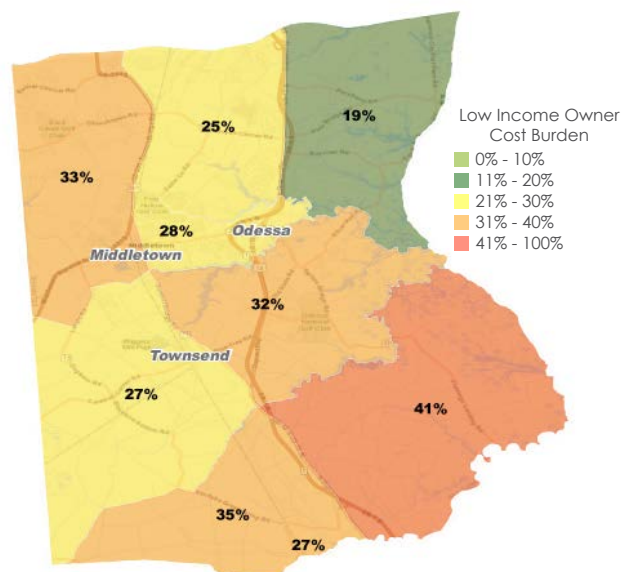 19%
25%
33%
28%
Odessa
Middletown
32%
Townsend
27%
41%
35%
27%
Low Income Owner
Cost Burden
0% - 10%
11% - 20%
21% - 30%
31% - 40%
41% - 100%